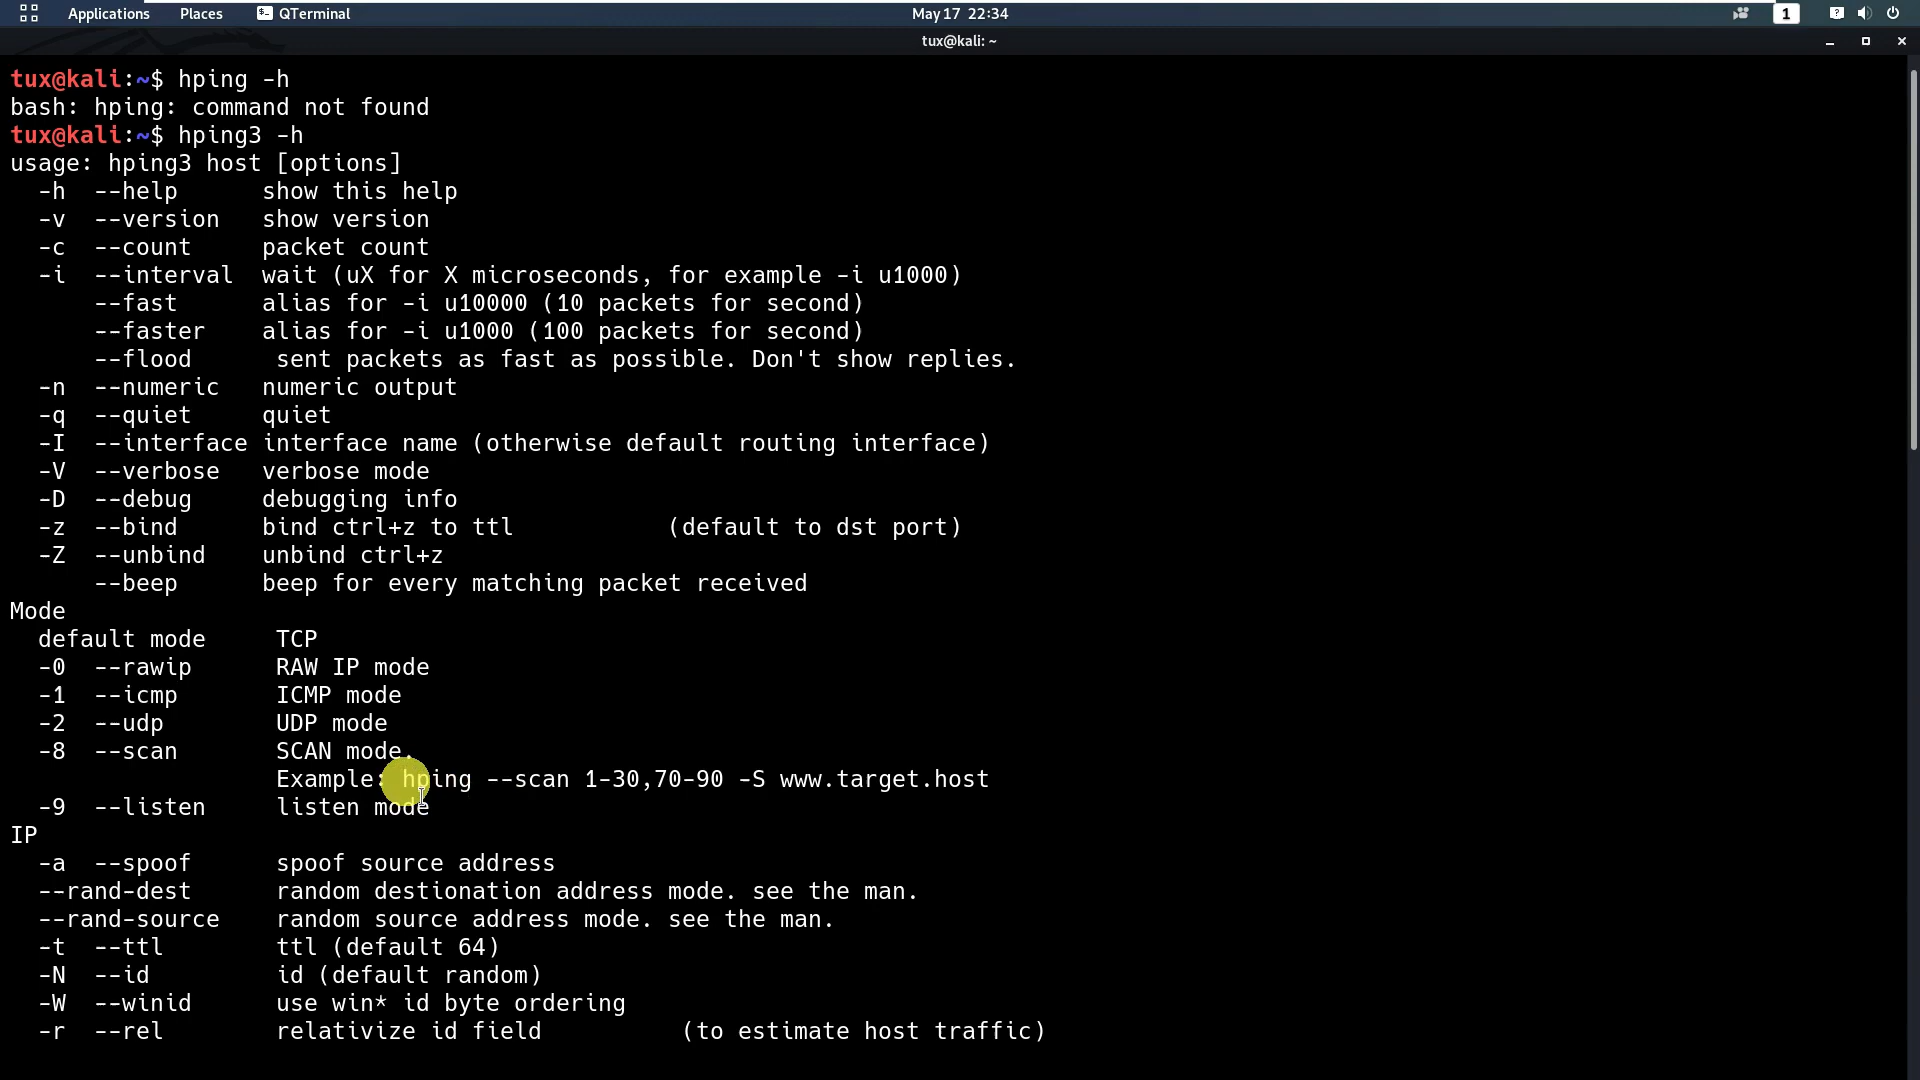 Applications Places QTerminal May 17 22:34 1
tux@kali: ~
tux@kali:~$ hping -h
bash: hping: command not found
tux@kali:~$ hping3 -h
usage: hping3 host [options]
-h --help show this help
-v --version show version
-c --count packet count
-i --interval wait (uX for X microseconds, for example -i u1000)
--fast alias for -i u10000 (10 packets for second)
--faster alias for -i u1000 (100 packets for second)
--flood sent packets as fast as possible. Don't show replies.
-n --numeric numeric output
-q --quiet quiet
-I --interface interface name (otherwise default routing interface)
-V --verbose verbose mode
-D --debug debugging info
-z --bind bind ctrl+z to ttl (default to dst port)
-Z --unbind unbind ctrl+z
--beep beep for every matching packet received
Mode
default mode TCP
-0 --rawip RAW IP mode
-1 --icmp ICMP mode
-2 --udp UDP mode
-8 --scan SCAN mode.
Example: hping --scan 1-30,70-90 -S www.target.host
-9 --listen listen mode
IP
-a --spoof spoof source address
--rand-dest random destionation address mode. see the man.
--rand-source random source address mode. see the man.
-t --ttl ttl (default 64)
-N --id id (default random)
-W --winid use win* id byte ordering
-r --rel relativize id field (to estimate host traffic)